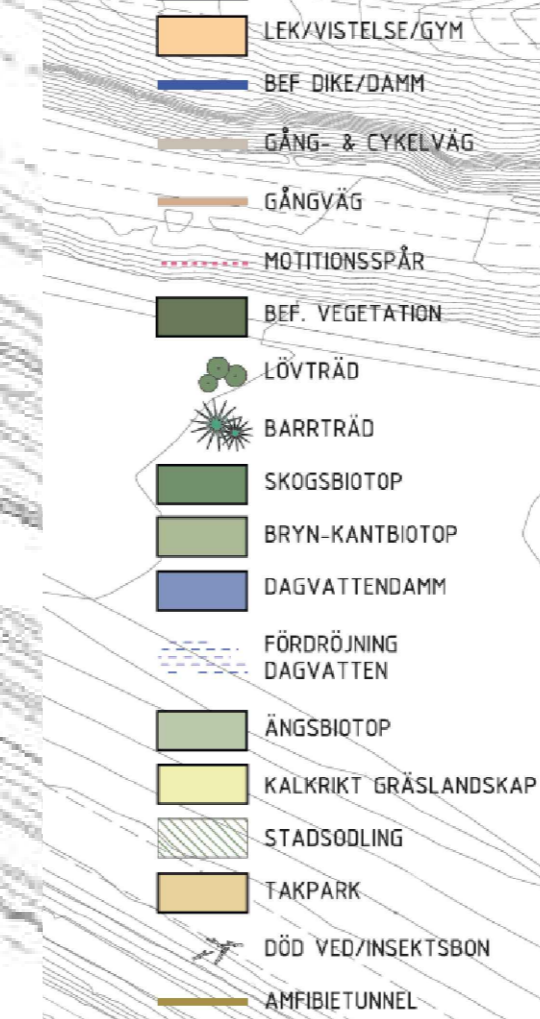 LEK/VISTELSE/GYM
BEF DIKE/DAMM
GÅNG- & CYKELVÄG
GÅNGVÄG
MOTITIONSSPÅR
BEF. VEGETATION
LÖVTRÄD
BARRTRÄD
SKOGSBIOTOP
BRYN-KANTBIOTOP
DAGVATTENDAMM
FÖRDRÖJNING
DAGVATTEN
ÄNGSBIOTOP
KALKRIKT GRÄSLANDSKAP
STADSODLING
TAKPARK
DÖD VED/INSEKTSBON
AMFIBIETUNNEL